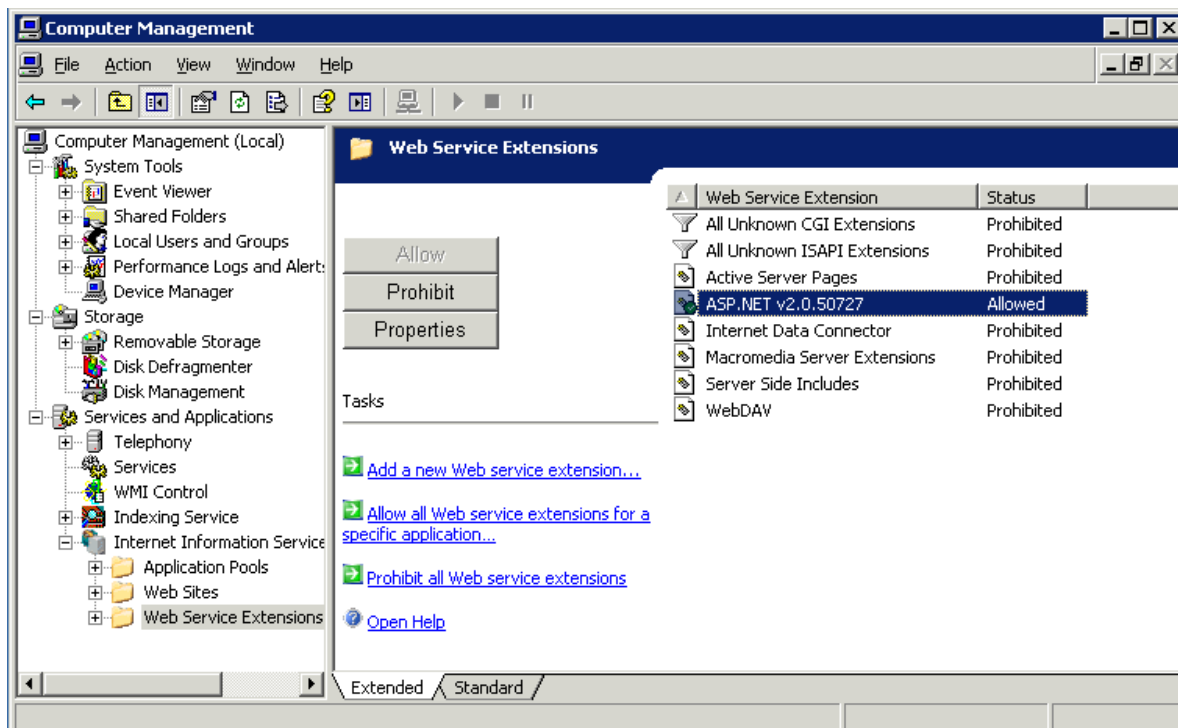 Computer Management
File Action View Window Help
Computer Management (Local)
System Tools
Event Viewer
Shared Folders
Local Users and Groups
Performance Logs and Alert
Device Manager
Storage
Removable Storage
Disk Defragmenter
Disk Management
Services and Applications
Telephony
Services
WMI Control
Indexing Service
Internet Information Service
Application Pools
Web Sites
Web Service Extensions
Web Service Extensions
Allow
Prohibit
Properties
Tasks
Add a new Web service extension...
Allow all Web service extensions for a
specific application...
Prohibit all Web service extensions
Open Help
Web Service Extension Status
All Unknown CGI Extensions Prohibited
All Unknown ISAPI Extensions Prohibited
Active Server Pages Prohibited
ASP.NET v2.0.50727 Allowed
Internet Data Connector Prohibited
Macromedia Server Extensions Prohibited
Server Side Includes Prohibited
WebDAV Prohibited
Extended Standard